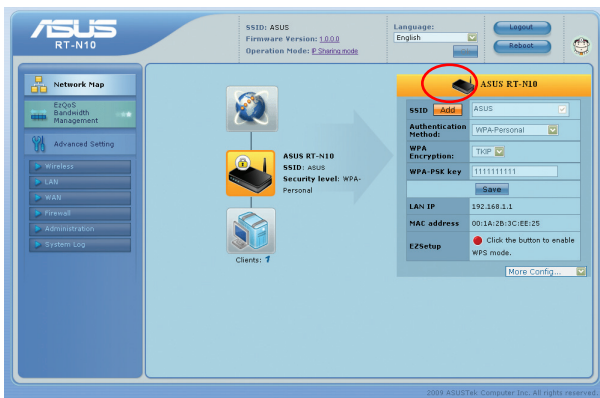 ASUS
RT-N10
SSID: ASUS
Firmware Version: 1.0.0.0
Operation Mode: IP Sharing mode
Language:
English
Logout
Reboot
Network Map
EzQoS
Bandwidth
Management
Advanced Setting
Wireless
LAN
WAN
Firewall
Administration
System Log
ASUS RT-N10
SSID: ASUS
Security level: WPA-
Personal
Clients: 7
ASUS RT-N10
SSID Add ASUS
Authentication
Method: WPA-Personal
WPA
Encryption: TKIP
WPA-PSK key 1111111111
Save
LAN IP 192.168.1.1
MAC address 00:1A:2B:3C:EE:25
EZSetup Click the button to enable
WPS mode.
More Config...
2009 ASUSTek Computer Inc. All rights reserved.